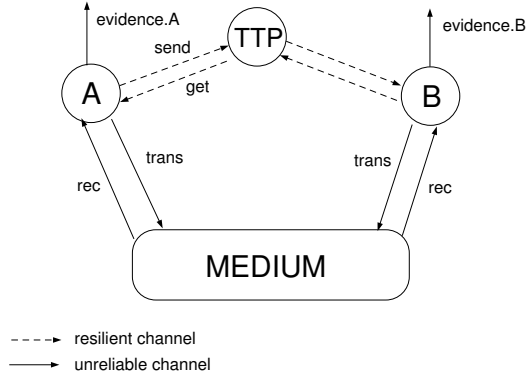 evidence.A
send
TTP
evidence.B
A
get
B
trans
trans
rec
rec
MEDIUM
resilient channel
unreliable channel